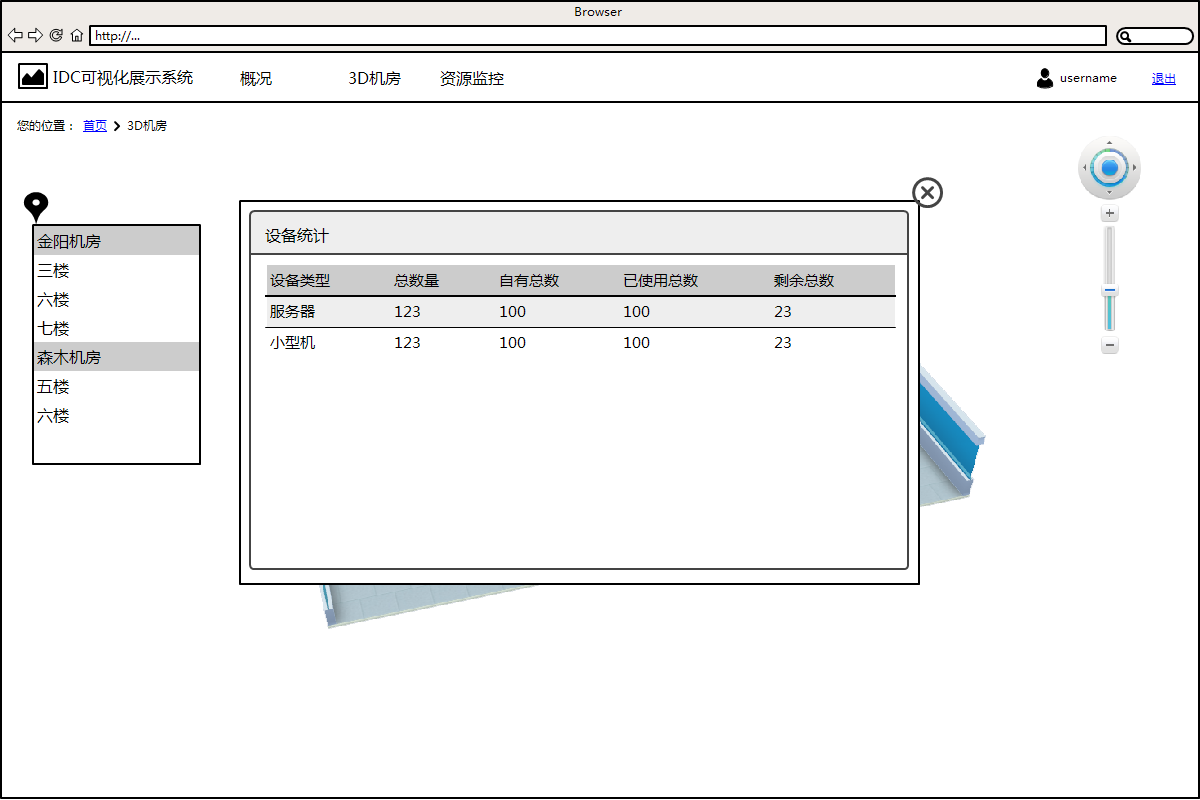 Browser
http://...
IDC可视化展示系统 概况 3D机房 资源监控 username 退出
您的位置： 首页 3D机房
金阳机房
三楼
六楼
七楼
森木机房
五楼
六楼
设备统计
设备类型 总数量 自有总数 已使用总数 剩余总数
服务器 123 100 100 23
小型机 123 100 100 23